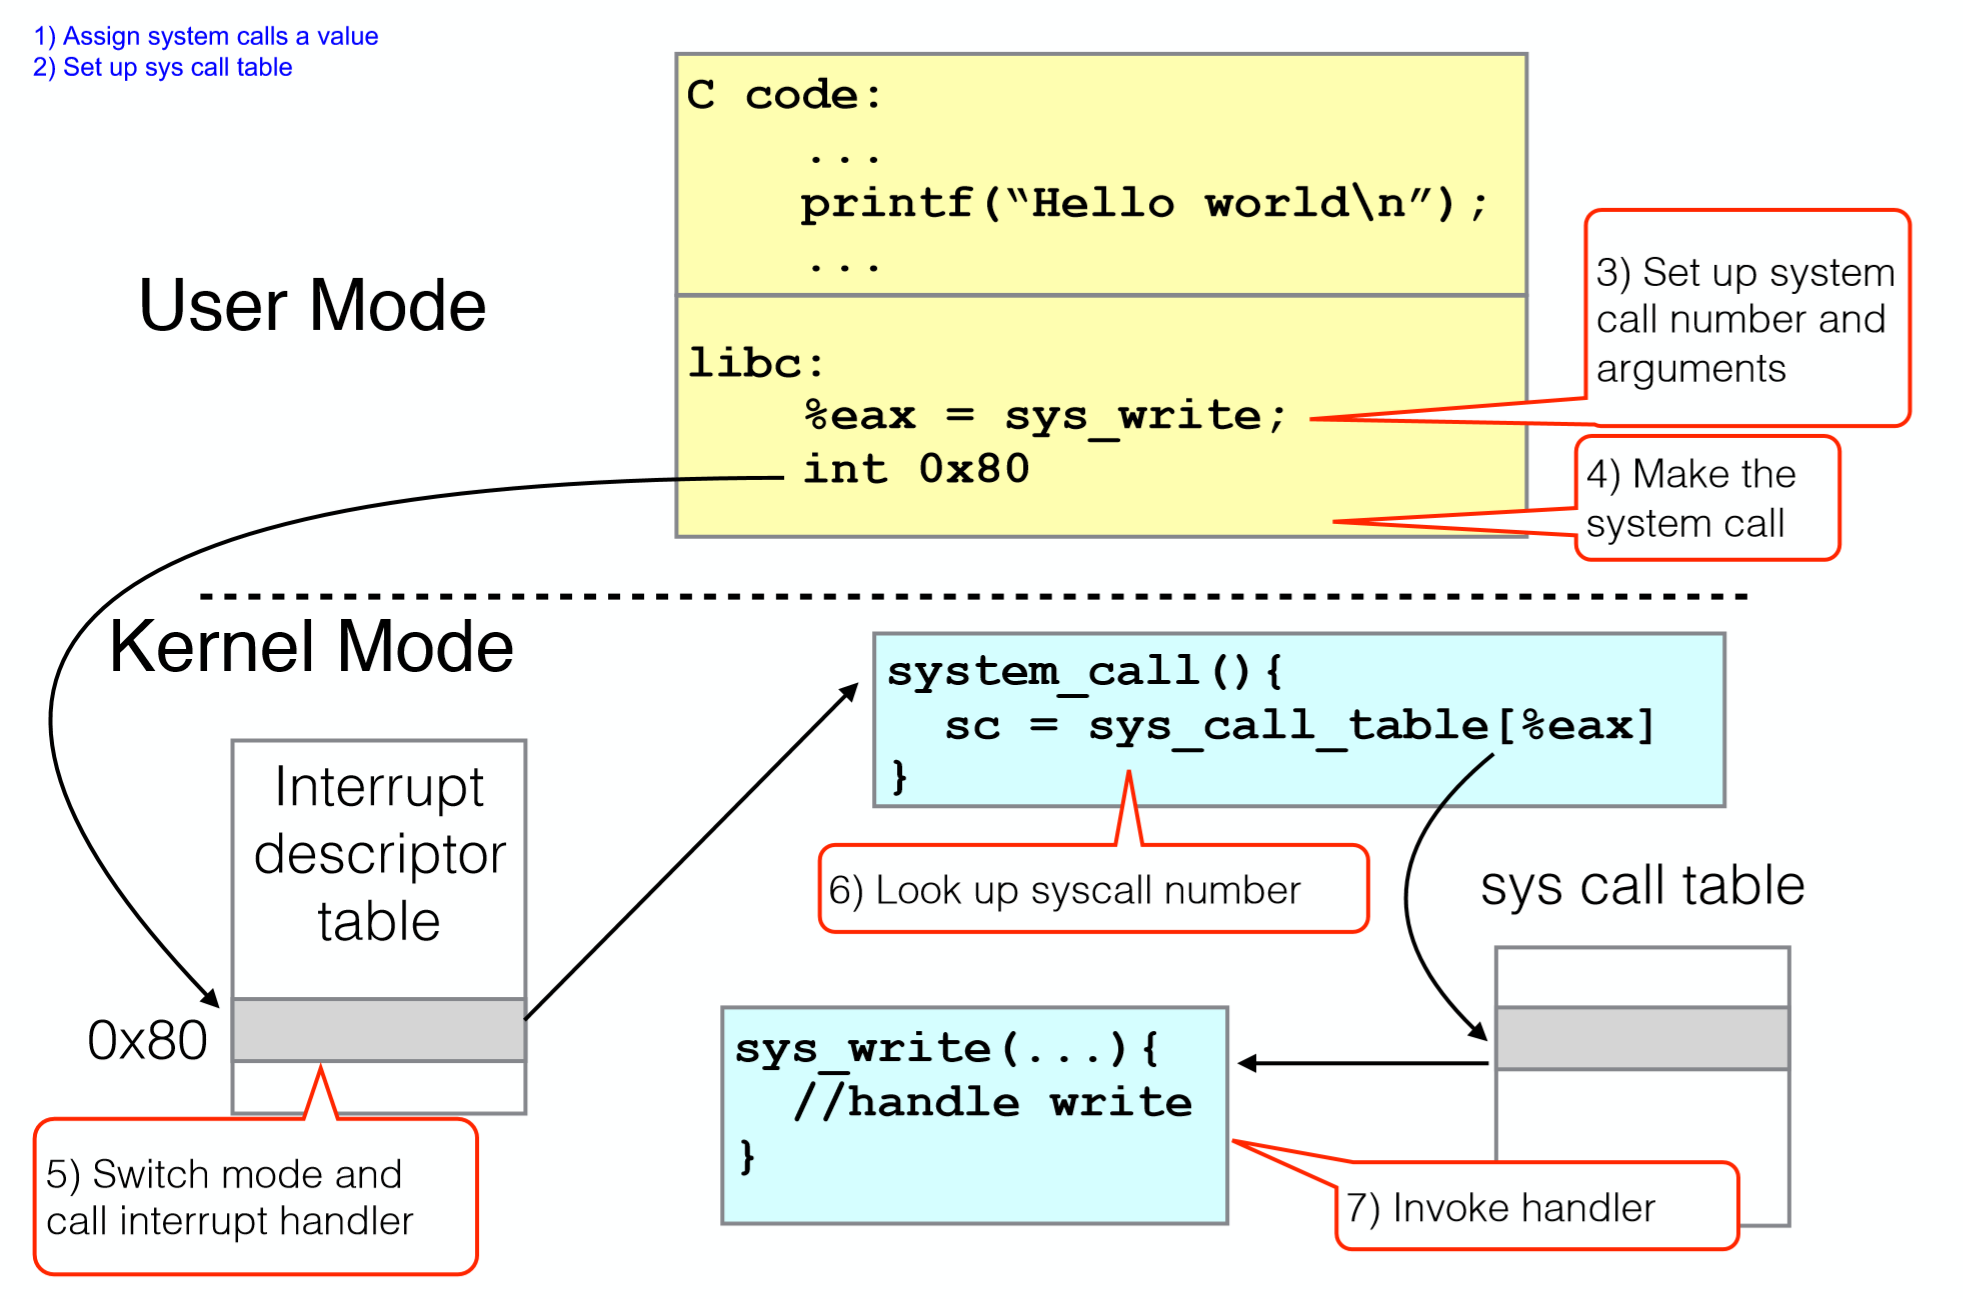 1) Assign system calls a value
2) Set up sys call table
C code:
...
printf(“Hello world\n”);
...
User Mode
3) Set up system
call number and
arguments
libc:
%eax = sys_write;
int 0x80
4) Make the
system call
Kernel Mode
system_call(){
sc = sys_call_table[%eax]
}
Interrupt
descriptor
table
6) Look up syscall number
sys call table
0x80
sys_write(...){
//handle write
}
5) Switch mode and
call interrupt handler
7) Invoke handler